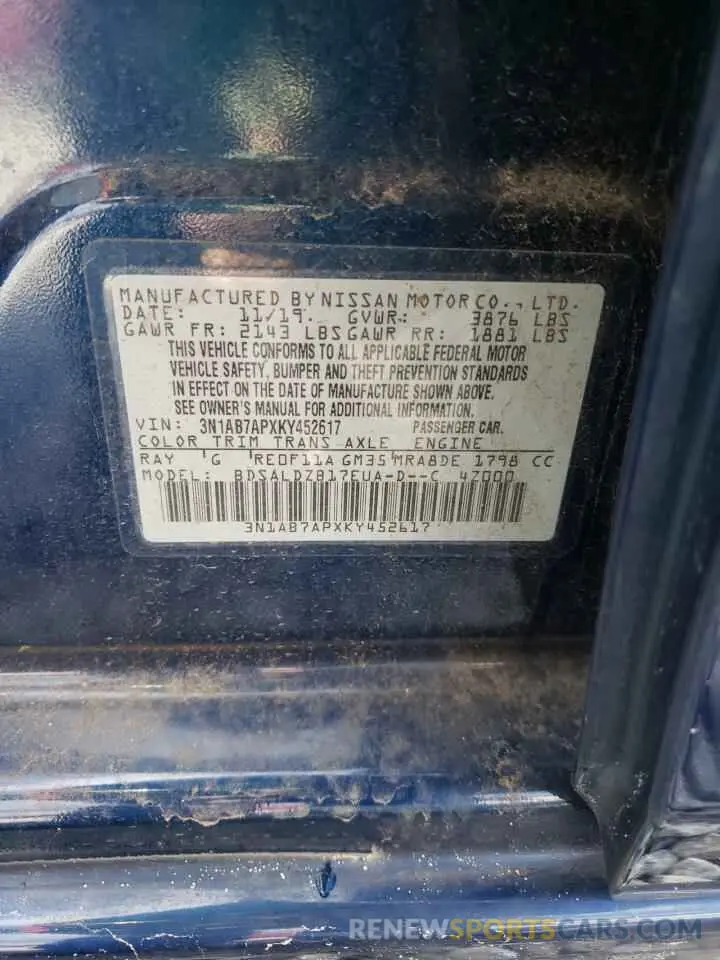 MANUFACTURED BY NISSAN MOTOR CO., LTD.
DATE: 11/19 GVWR: 3876 LBS
GAWR FR: 2143 LBS GAWR RR: 1881 LBS
THIS VEHICLE CONFORMS TO ALL APPLICABLE FEDERAL MOTOR
VEHICLE SAFETY, BUMPER AND THEFT PREVENTION STANDARDS
IN EFFECT ON THE DATE OF MANUFACTURE SHOWN ABOVE.
SEE OWNER'S MANUAL FOR ADDITIONAL INFORMATION.
VIN: 3N1AB7APXKY452617 PASSENGER CAR.
COLOR TRIM TRANS AXLE ENGINE
RAY G RE0F11A GM35 MRA8DE 1798 CC
MODEL: BDSALDZB17EUA-D--C 4Z000
3N1AB7APXKY452617
RENEWSPORTSCARS.COM